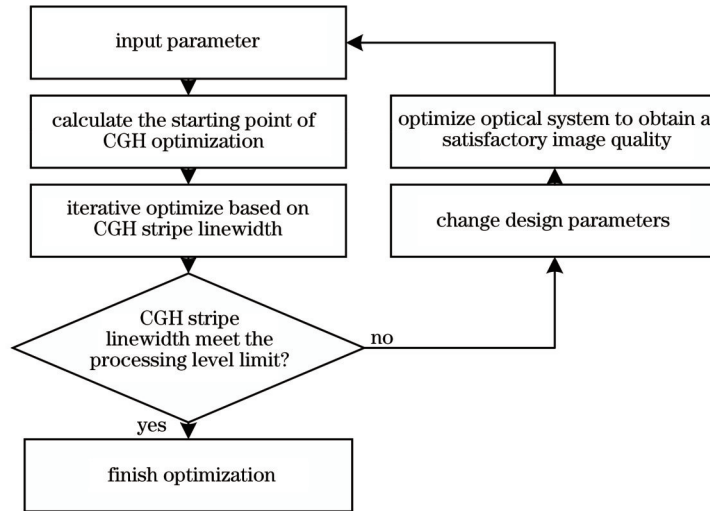 input parameter
calculate the starting point of
CGH optimization
iterative optimize based on
CGH stripe linewidth
CGH stripe
linewidth meet the
processing level limit?
yes
finish optimization
no
change design parameters
optimize optical system to obtain a
satisfactory image quality